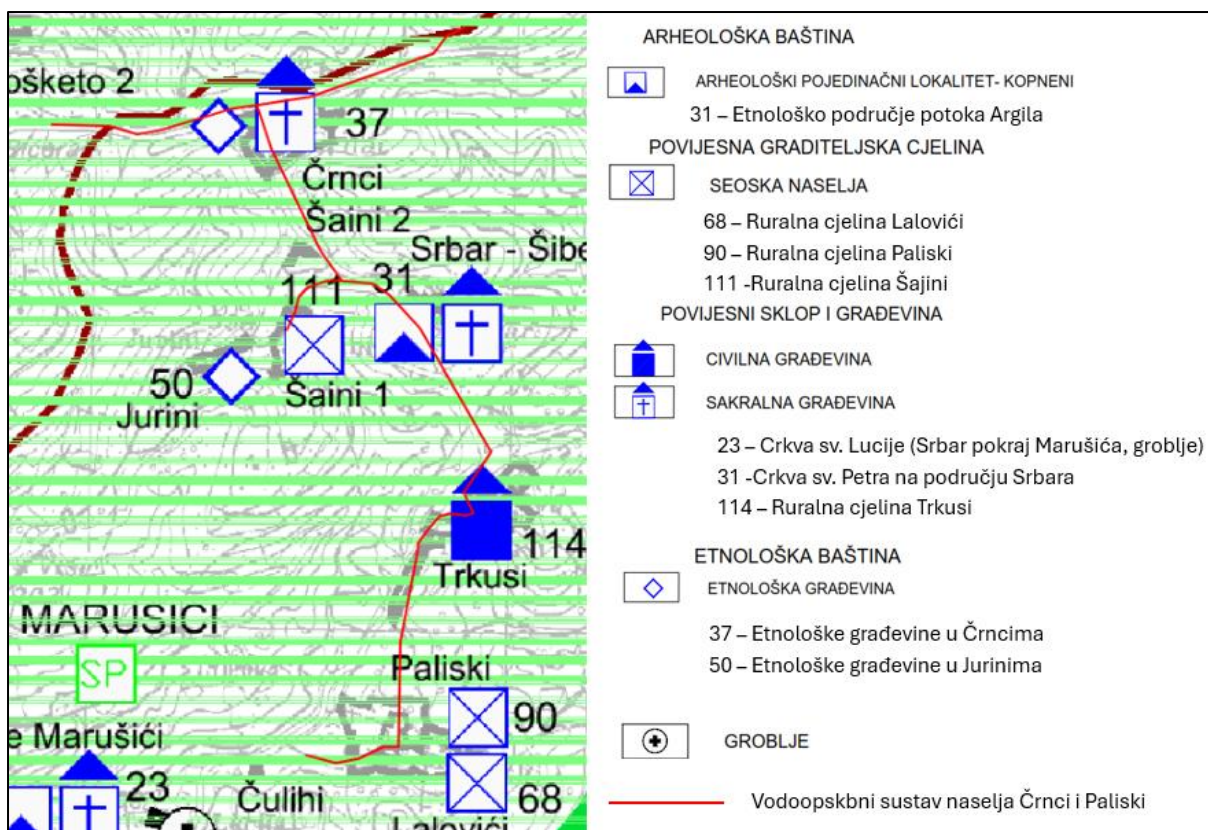 ošketo 2
37
Črnci
Šaini 2
Srbar - Šibe
111
31
50
Jurini
Šaini 1
114
Trkusi
MARUSICI
SP
Paliski
90
e Marušići
23
Čulihi
68
Lalovići
ARHEOLOŠKA BAŠTINA
ARHEOLOŠKI POJEDINAČNI LOKALITET- KOPNENI
31 – Etnološko područje potoka Argila
POVIJESNA GRADITELJSKA CJELINA
SEOSKA NASELJA
68 – Ruralna cjelina Lalovići
90 – Ruralna cjelina Paliski
111 -Ruralna cjelina Šajini
POVIJESNI SKLOP I GRAĐEVINA
CIVILNA GRAĐEVINA
SAKRALNA GRAĐEVINA
23 – Crkva sv. Lucije (Srbar pokraj Marušića, groblje)
31 -Crkva sv. Petra na području Srbara
114 – Ruralna cjelina Trkusi
ETNOLOŠKA BAŠTINA
ETNOLOŠKA GRAĐEVINA
37 – Etnološke građevine u Črncima
50 – Etnološke građevine u Jurinima
GROBLJE
Vodoopskbni sustav naselja Črnci i Paliski